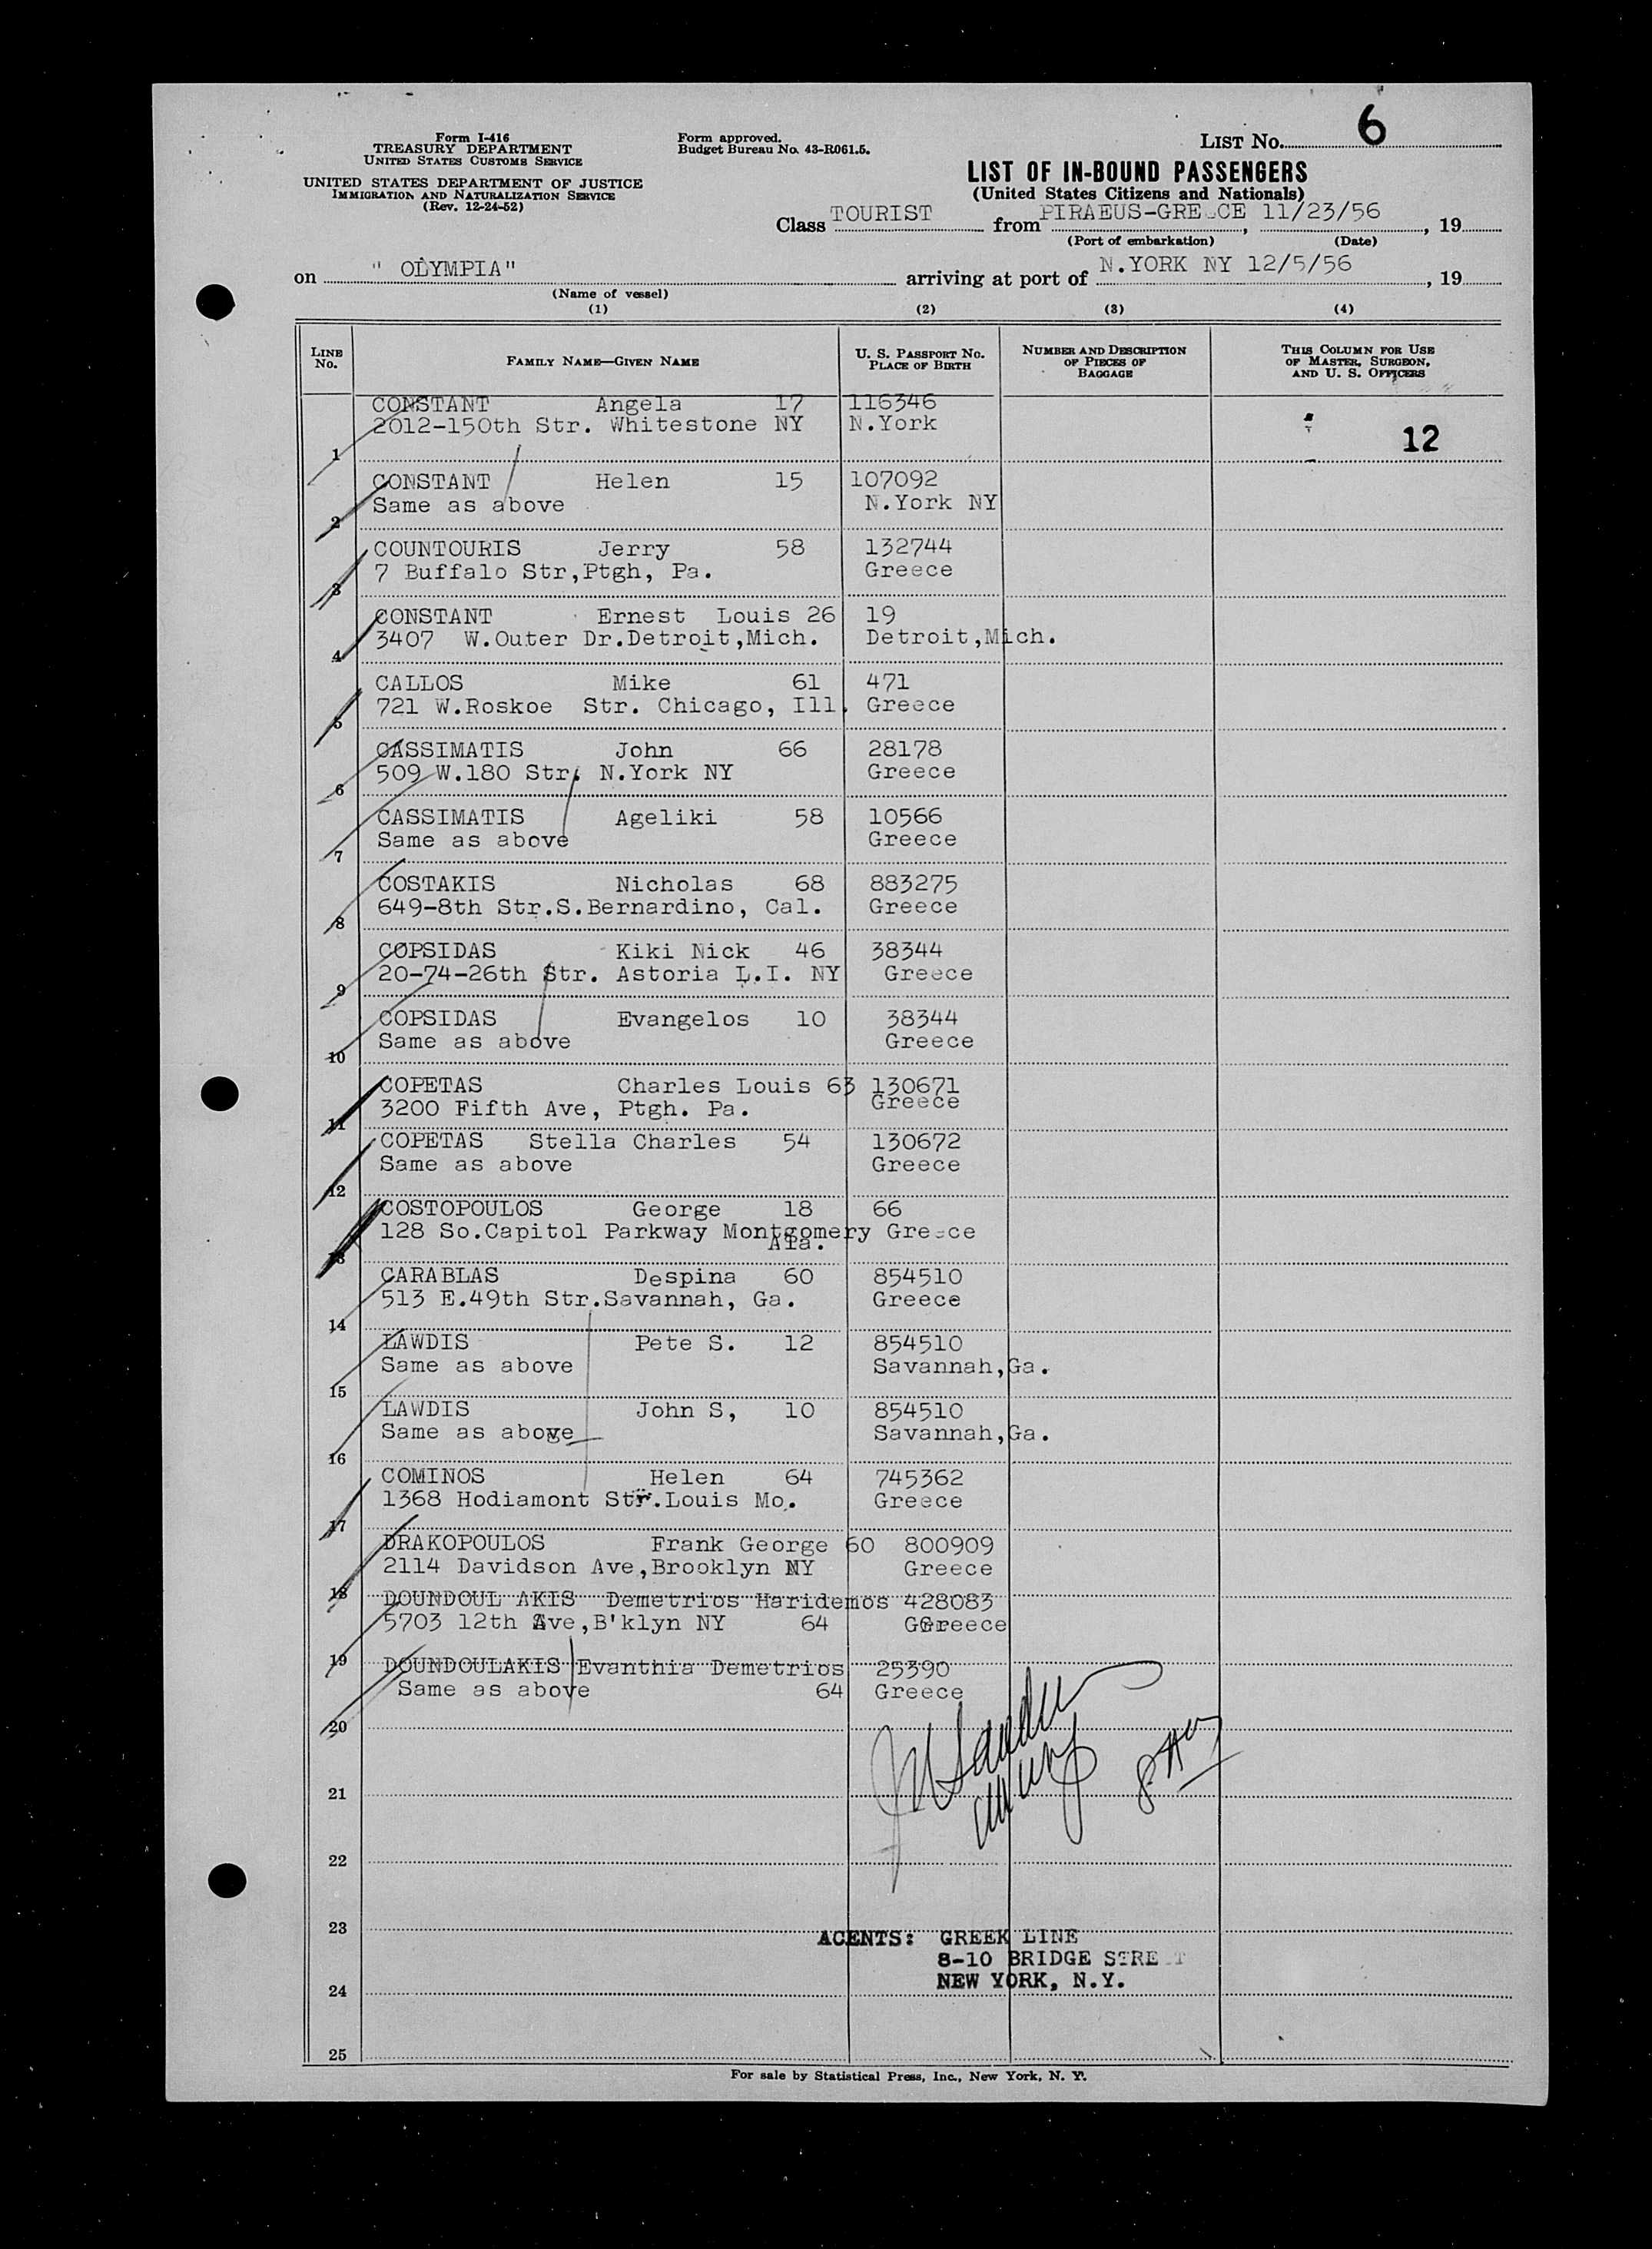 Form I-416
TREASURY DEPARTMENT
UNITED STATES CUSTOMS SERVICE
UNITED STATES DEPARTMENT OF JUSTICE
IMMIGRATION AND NATURALIZATION SERVICE
(Rev. 12-24-52)
Form approved.
Budget Bureau No. 43-R061.5.
LIST No. 6
LIST OF IN-BOUND PASSENGERS
(United States Citizens and Nationals)
Class TOURIST from PIRAEUS-GREECE 11/23/56, 19
(Port of embarkation) (Date)
on " OLYMPIA" arriving at port of N.YORK NY 12/5/56, 19
(Name of vessel)
(1) (2) (3) (4)
LINE No. FAMILY NAME—GIVEN NAME U. S. PASSPORT No. PLACE OF BIRTH NUMBER AND DESCRIPTION OF PIECES OF BAGGAGE THIS COLUMN FOR USE OF MASTER, SURGEON, AND U. S. OFFICERS
CONSTANT Angela 17 116346
2012-150th Str. Whitestone NY N.York
1 12
CONSTANT Helen 15 107092
Same as above N.York NY
2
COUNTOURIS Jerry 58 132744
7 Buffalo Str,Ptgh, Pa. Greece
3
CONSTANT Ernest Louis 26 19
3407 W.Outer Dr.Detroit,Mich. Detroit,Mich.
4
CALLOS Mike 61 471
721 W.Roskoe Str. Chicago, Ill. Greece
5
CASSIMATIS John 66 28178
509 W.180 Str. N.York NY Greece
6
CASSIMATIS Ageliki 58 10566
Same as above Greece
7
COSTAKIS Nicholas 68 883275
649-8th Str.S.Bernardino, Cal. Greece
8
COPSIDAS Kiki Nick 46 38344
20-74-26th Str. Astoria L.I. NY Greece
9
COPSIDAS Evangelos 10 38344
Same as above Greece
10
COPETAS Charles Louis 63 130671
3200 Fifth Ave, Ptgh. Pa. Greece
11
COPETAS Stella Charles 54 130672
Same as above Greece
12
COSTOPOULOS George 18 66
128 So.Capitol Parkway Montgomery Greece
Ala.
13
CARABLAS Despina 60 854510
513 E.49th Str.Savannah, Ga. Greece
14
LAWDIS Pete S. 12 854510
Same as above Savannah,Ga.
15
LAWDIS John S, 10 854510
Same as above Savannah,Ga.
16
COMINOS Helen 64 745362
1368 Hodiamont Str.Louis Mo. Greece
17
DRAKOPOULOS Frank George 60 800909
2114 Davidson Ave,Brooklyn NY Greece
18 DOUNDOUL AKIS Demetrios Haridemos 428083
5703 12th Ave,B'klyn NY 64 GGreece
19 DOUNDOULAKIS Evanthia Demetrios 25390
Same as above 64 Greece
20
21
22
23
AGENTS: GREEK LINE
8-10 BRIDGE STREET
NEW YORK, N.Y.
24
25
For sale by Statistical Press, Inc., New York, N. Y.